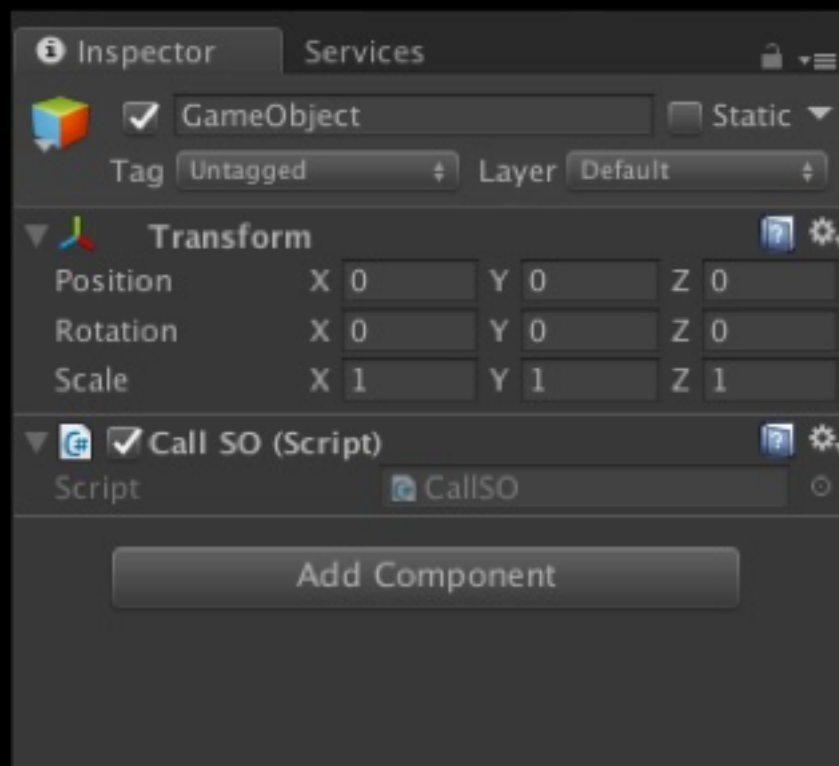 Inspector Services
GameObject Static
Tag Untagged Layer Default
Transform
Position X 0 Y 0 Z 0
Rotation X 0 Y 0 Z 0
Scale X 1 Y 1 Z 1
C# Call SO (Script)
Script C# CallSO
Add Component